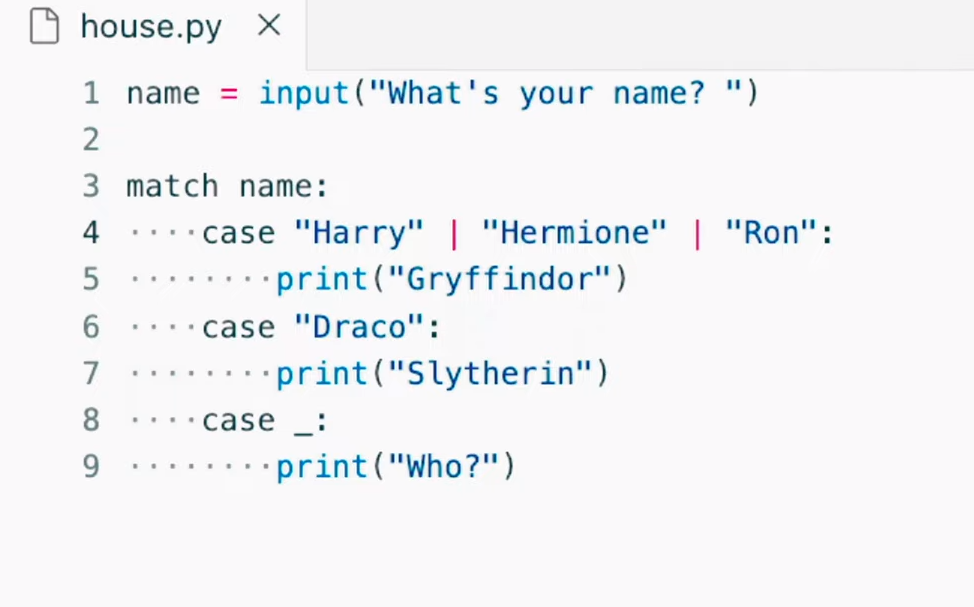 house.py
1 name = input("What's your name? ")
2
3 match name:
4 ····case "Harry" | "Hermione" | "Ron":
5 ········print("Gryffindor")
6 ····case "Draco":
7 ········print("Slytherin")
8 ····case _:
9 ········print("Who?")